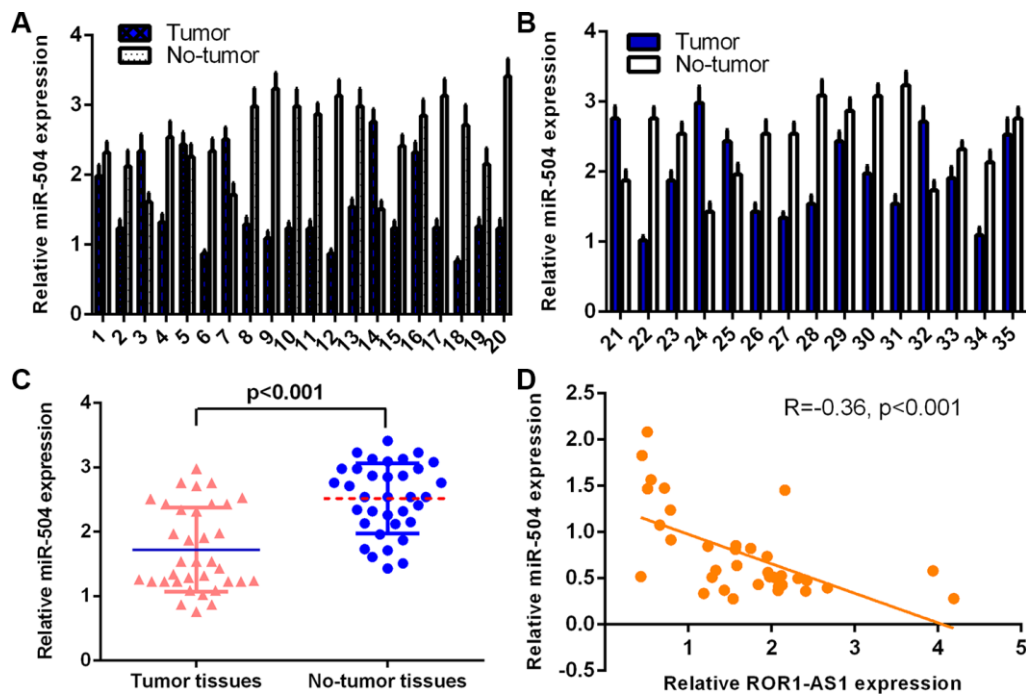 A
Relative miR-504 expression
4
3
2
1
0
Tumor
No-tumor
1 2 3 4 5 6 7 8 9 10 11 12 13 14 15 16 17 18 19 20
B
Relative miR-504 expression
4
3
2
1
0
Tumor
No-tumor
21 22 23 24 25 26 27 28 29 30 31 32 33 34 35
C
Relative miR-504 expression
4
3
2
1
0
p<0.001
Tumor tissues No-tumor tissues
D
Relative miR-504 expression
2.5
2.0
1.5
1.0
0.5
0.0
-0.5
R=-0.36, p<0.001
1 2 3 4 5
Relative ROR1-AS1 expression